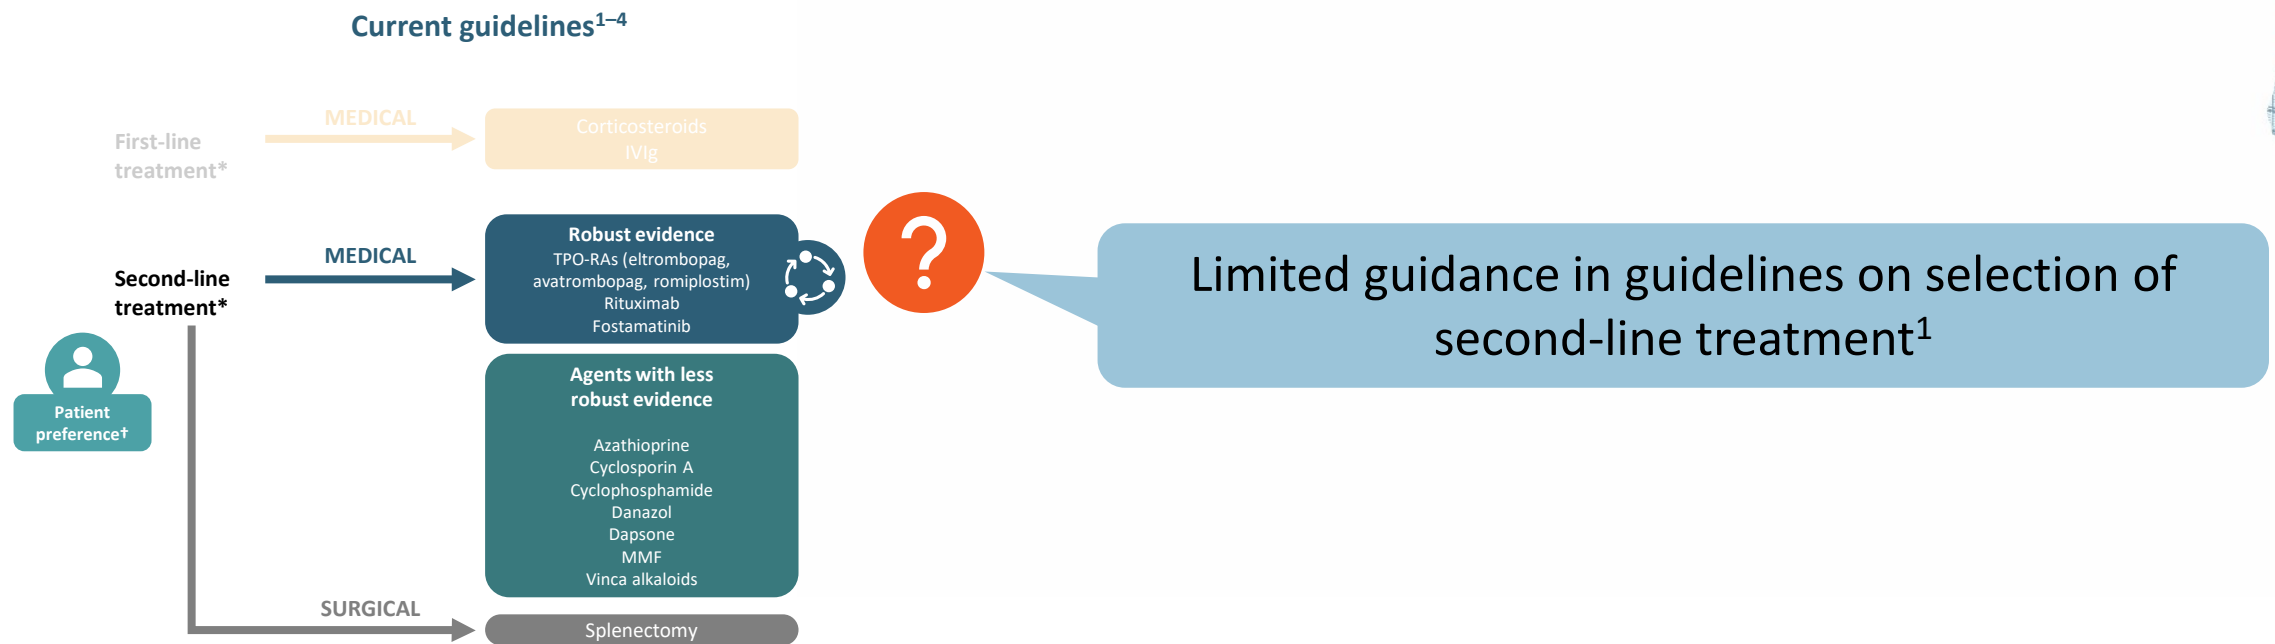 Current guidelines¹⁻⁴
First-line
treatment*
MEDICAL
Corticosteroids
IVIg
Second-line
treatment*
MEDICAL
Robust evidence
TPO-RAs (eltrombopag,
avatrombopag, romiplostim)
Rituximab
Fostamatinib
?
Limited guidance in guidelines on selection of
second-line treatment¹
Patient
preference†
Agents with less
robust evidence
Azathioprine
Cyclosporin A
Cyclophosphamide
Danazol
Dapsone
MMF
Vinca alkaloids
SURGICAL
Splenectomy